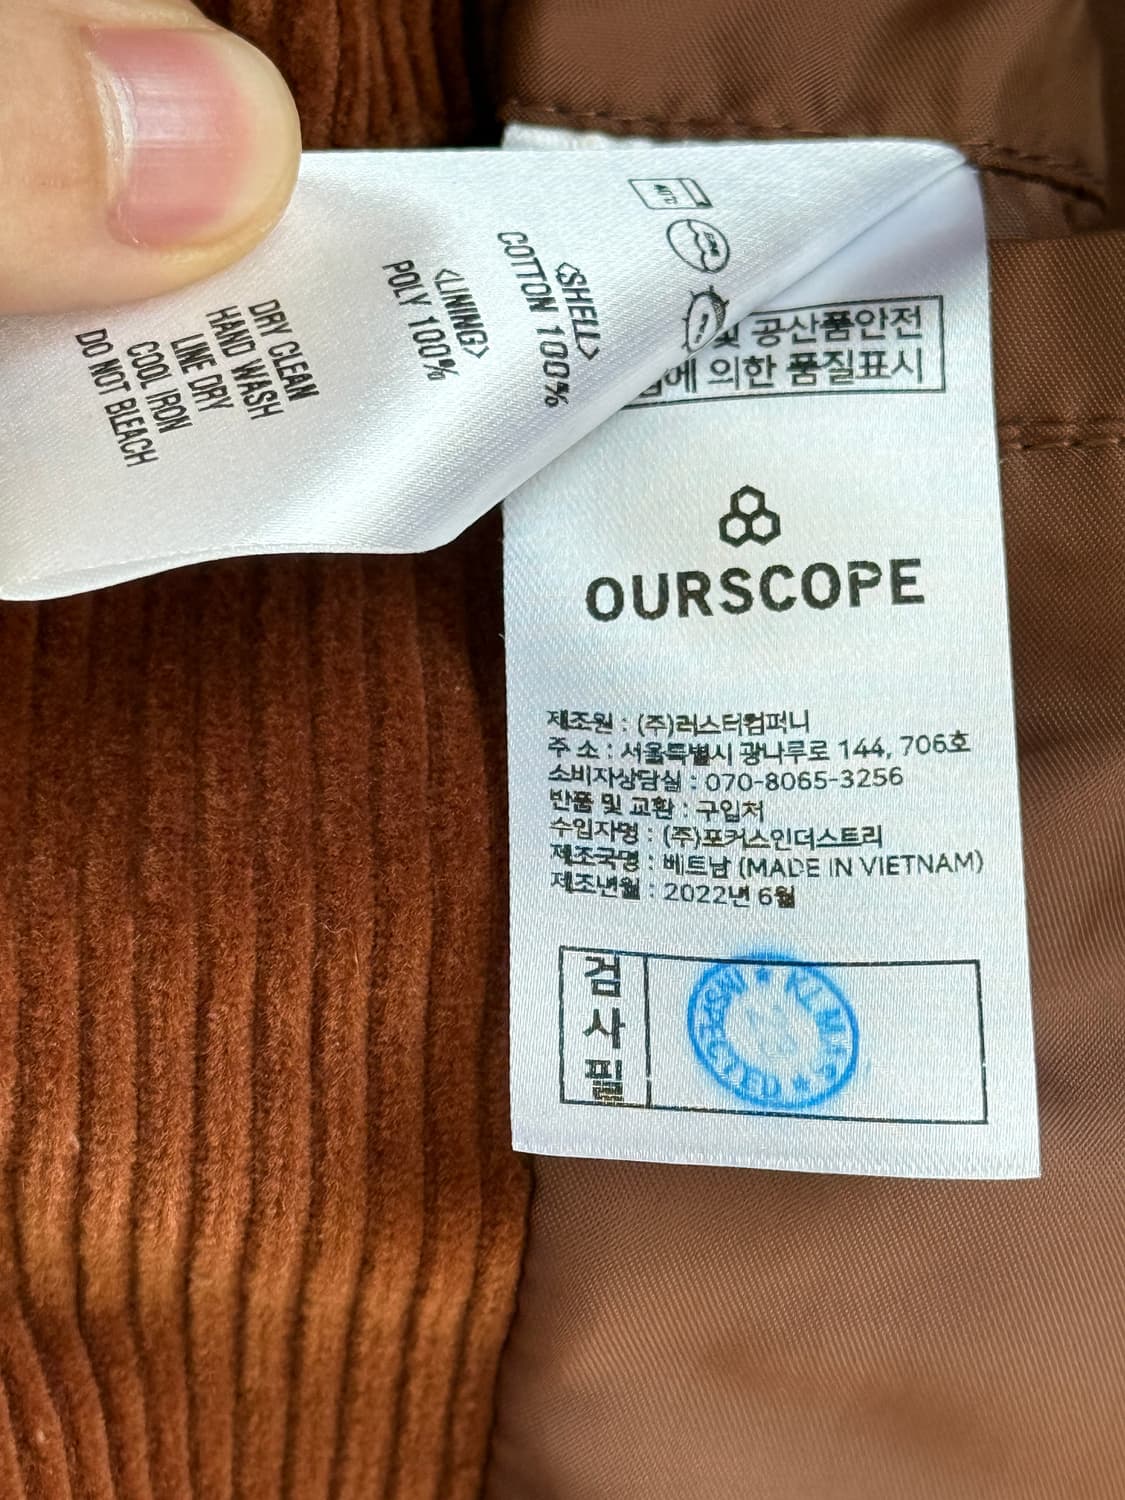 <SHELL>
COTTON 100%
<LINING>
POLY 100%
DRY CLEAN
HAND WASH
LINE DRY
COOL IRON
DO NOT BLEACH
및 공산품안전
에 의한 품질표시
OURSCOPE
제조원 : (주)러스터컴퍼니
주 소 : 서울특별시 광나루로 144, 706호
소비자상담실 : 070-8065-3256
반품 및 교환 : 구입처
수입자명 : (주)포커스인더스트리
제조국명 : 베트남 (MADE IN VIETNAM)
제조년월 : 2022년 6월
검
사
필
INSPECTED